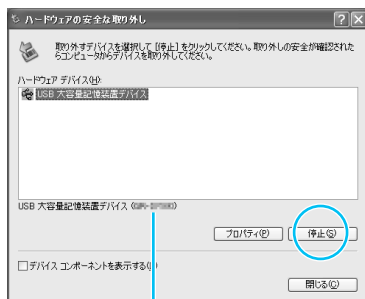 ハードウェアの安全な取り外し
取り外すデバイスを選択して [停止] をクリックしてください。取り外しの安全が確認された
らコンピュータからデバイスを取り外してください。
ハードウェア デバイス(H):
USB 大容量記憶装置デバイス
USB 大容量記憶装置デバイス
プロパティ(P)
停止(S)
デバイス コンポーネントを表示する(
閉じる(C)